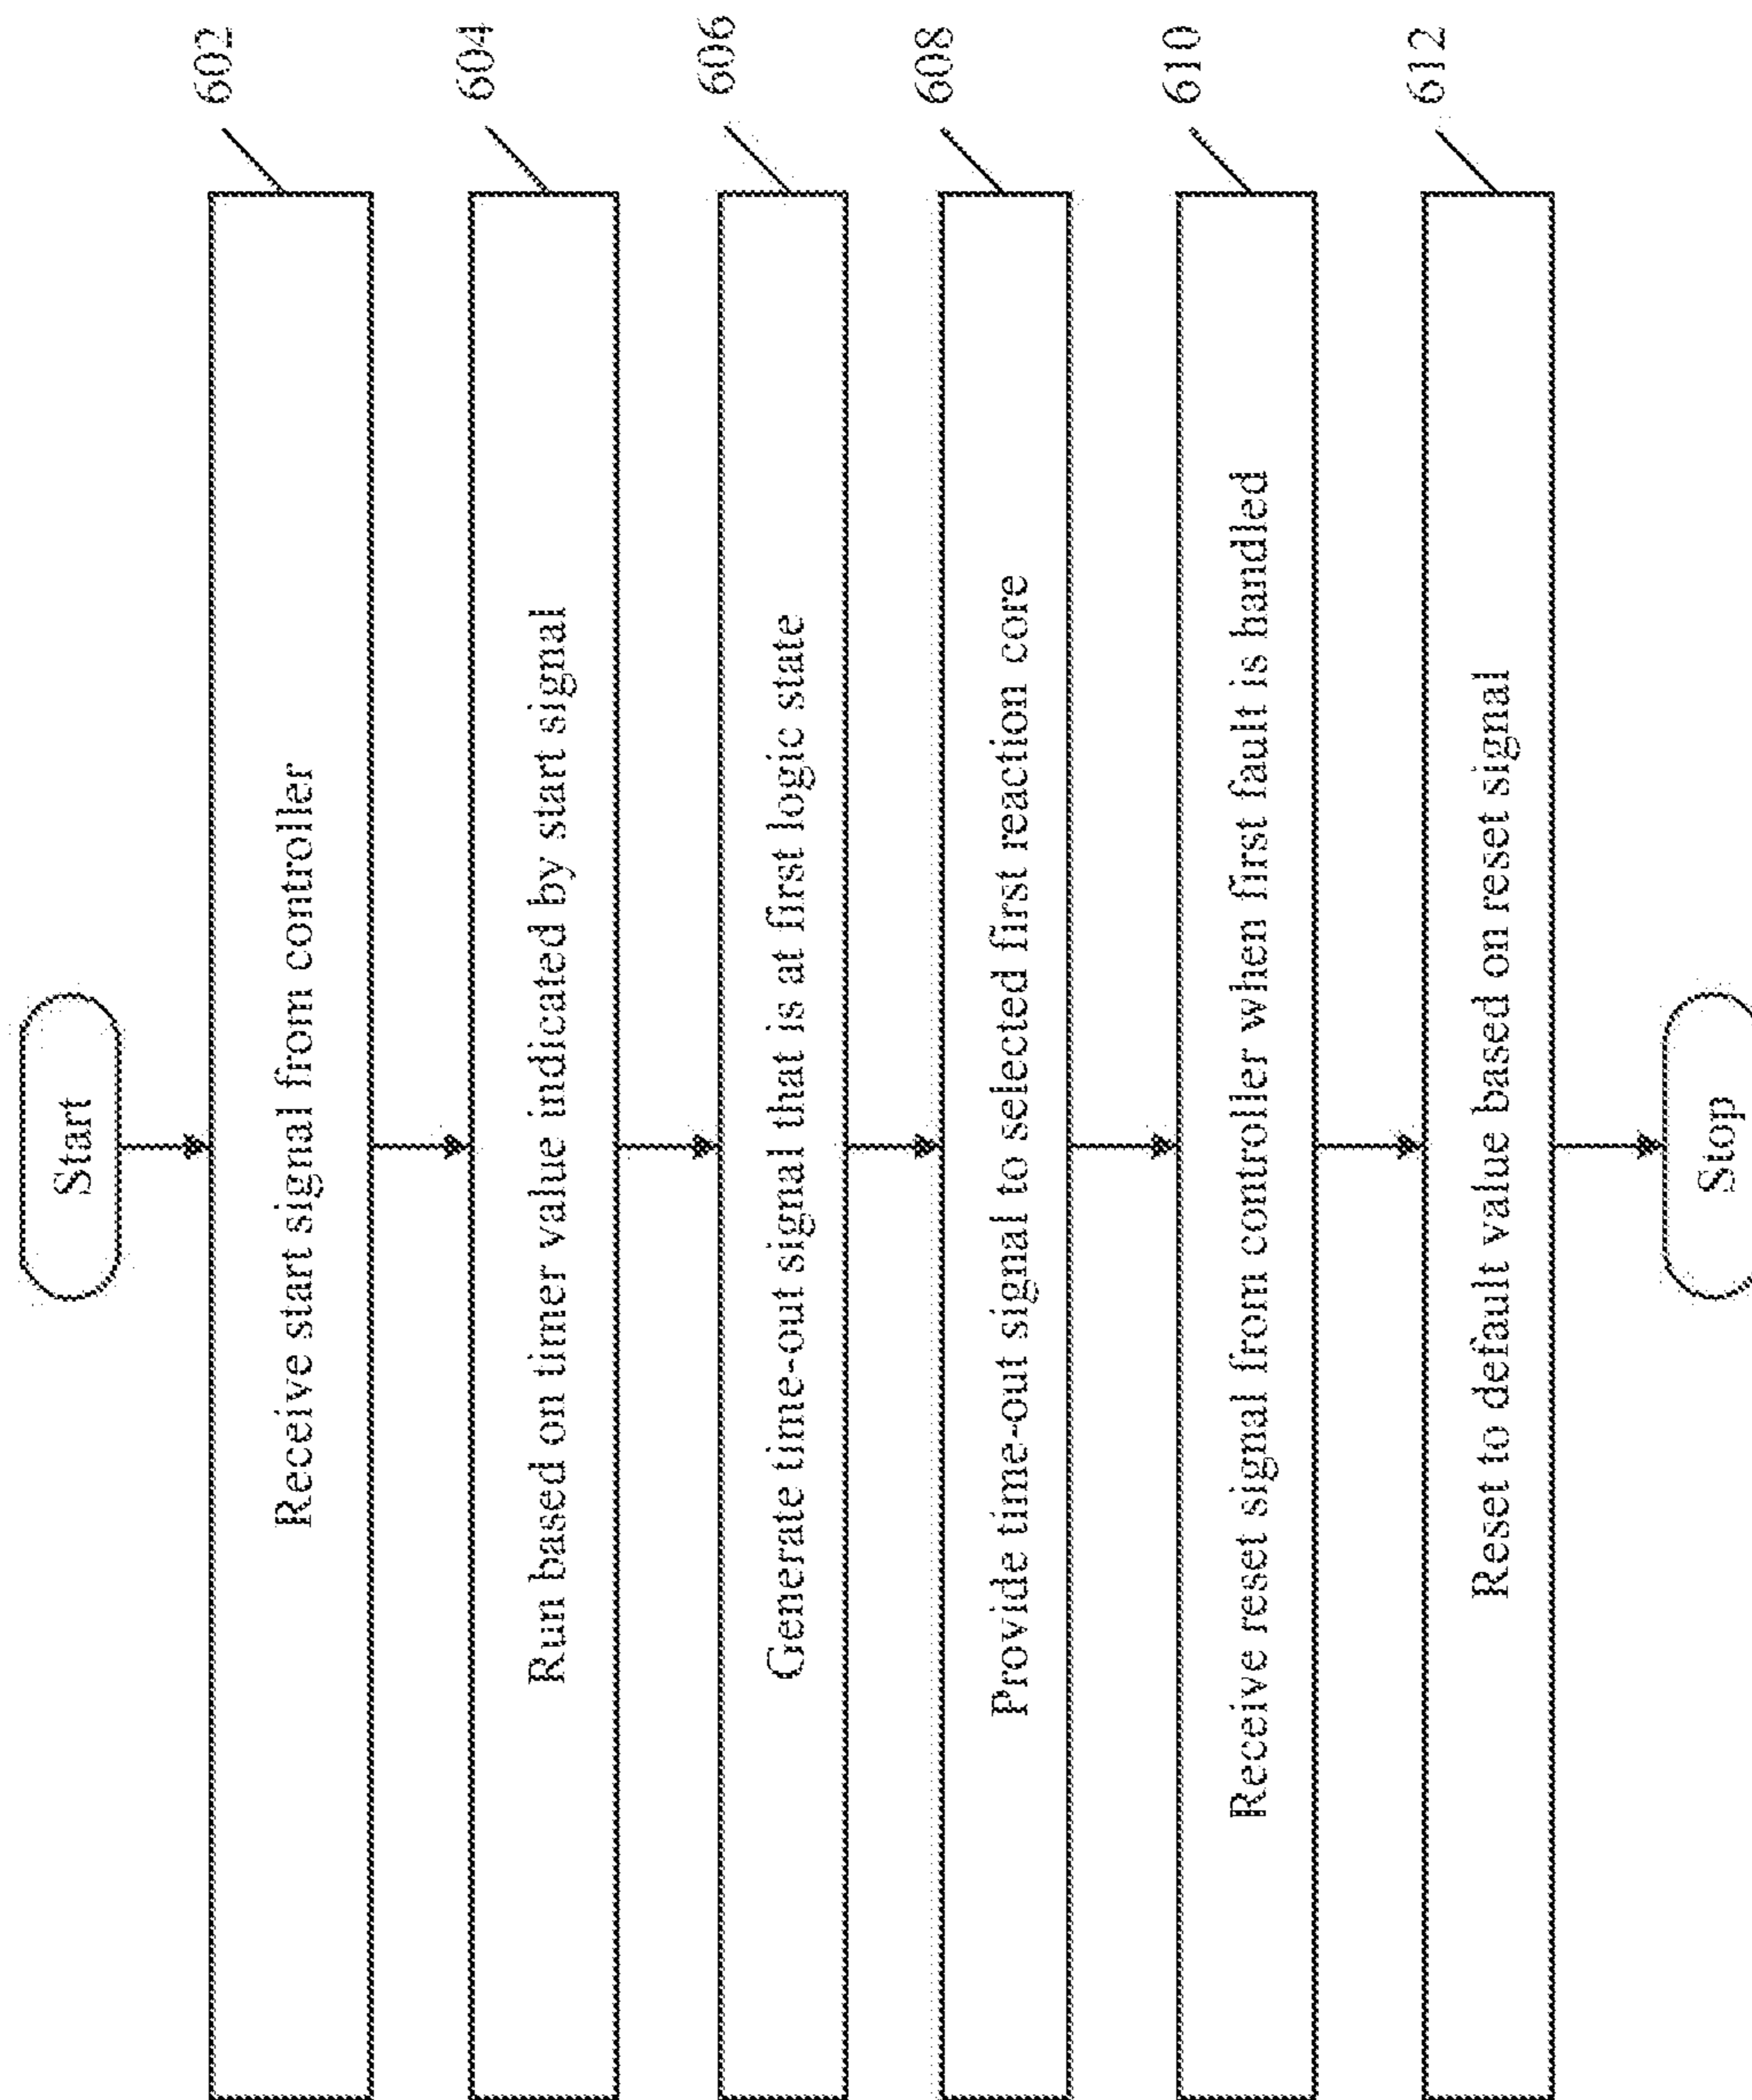 Start
Receive start signal from controller
602
Run based on timer value indicated by start signal
604
Generate time-out signal that is at first logic state
606
Provide time-out signal to selected first reaction core
608
Receive reset signal from controller when first fault is handled
610
Reset to default value based on reset signal
612
Stop